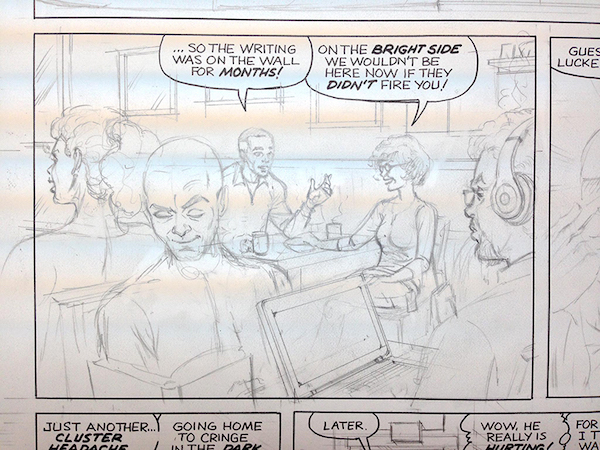 ... SO THE WRITING
WAS ON THE WALL
FOR MONTHS!
ON THE BRIGHT SIDE
WE WOULDN'T BE
HERE NOW IF THEY
DIDN'T FIRE YOU!
GUES
LUCKE
JUST ANOTHER...
CLUSTER
HEADACHE
GOING HOME
TO CRINGE
IN THE DARK
LATER.
WOW, HE
REALLY IS
HURTING!
FOR
I T
WA